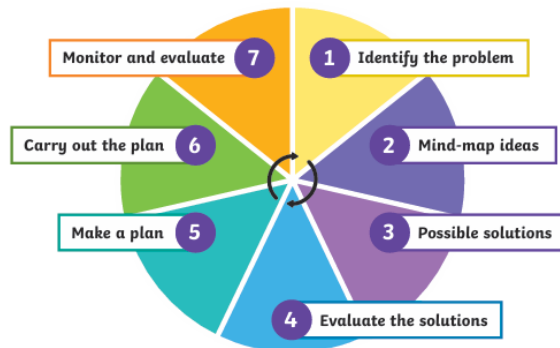 1 Identify the problem
2 Mind-map ideas
3 Possible solutions
4 Evaluate the solutions
5 Make a plan
6 Carry out the plan
7 Monitor and evaluate